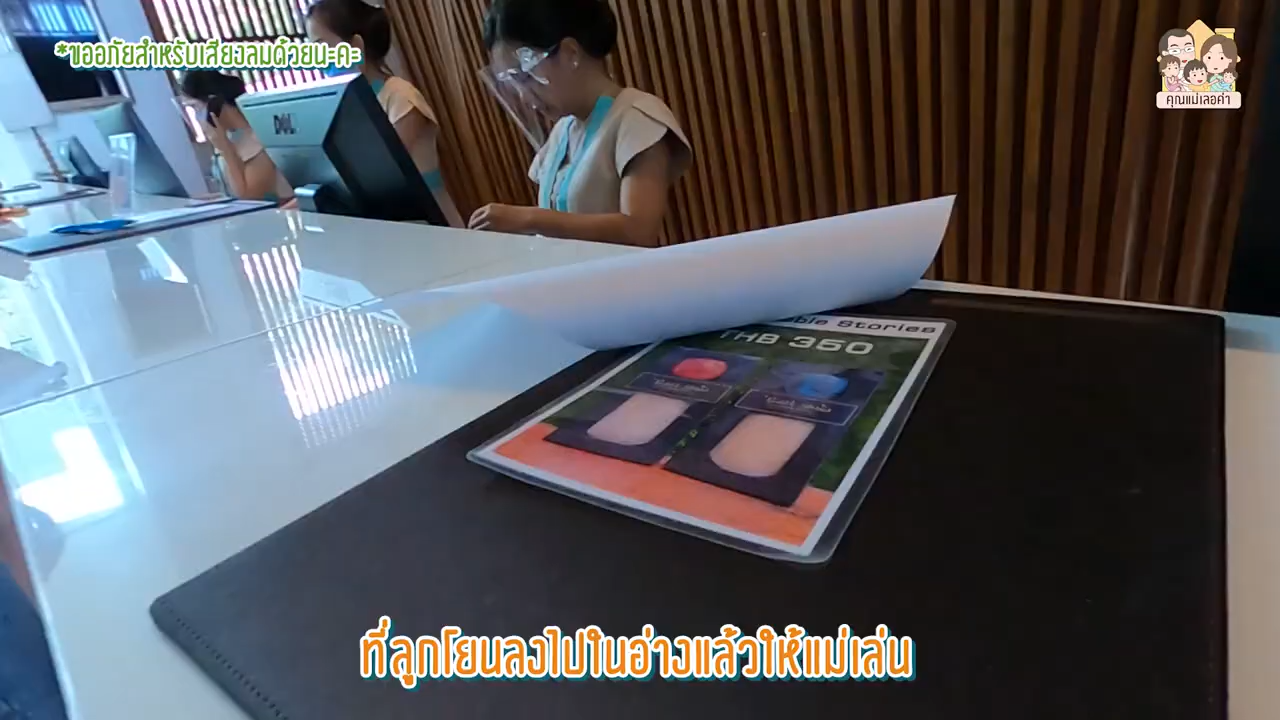 *ขออภัยสำหรับเสียงลมด้วยนะคะ
คุณแม่เลอค่า
DELL
ble Stories
THB 350
ที่ลูกโยนลงไปในอ่างแล้วให้แม่เล่น